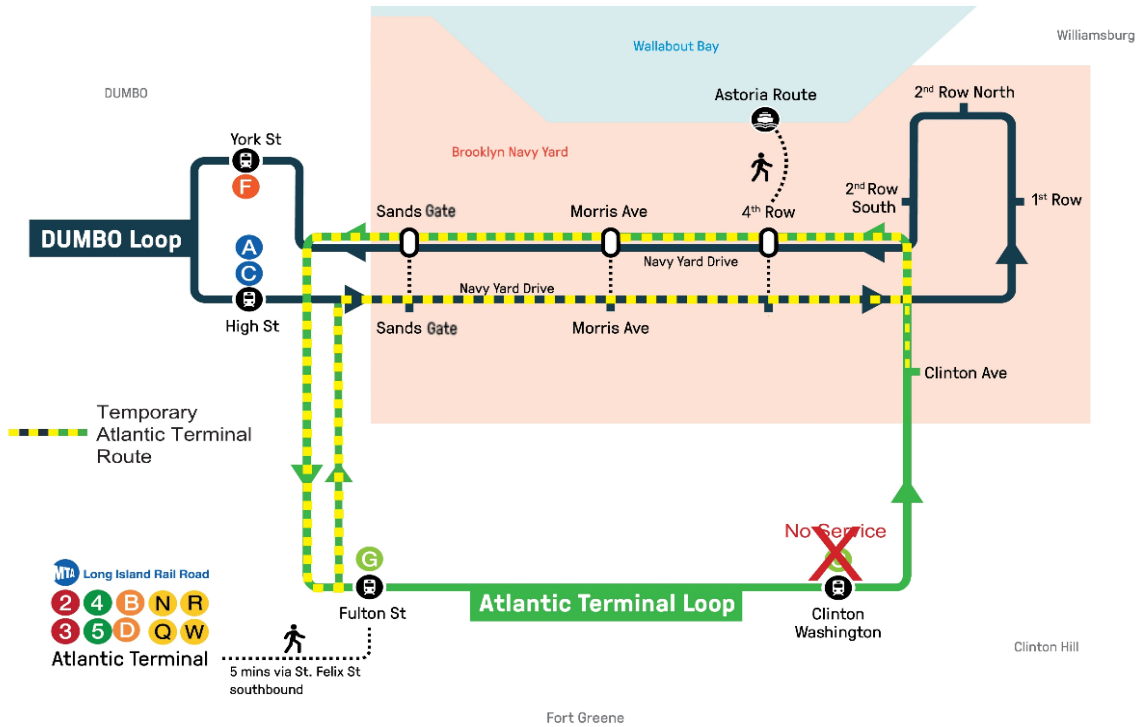 Williamsburg
Wallabout Bay
DUMBO
Astoria Route
2nd Row North
York St
Brooklyn Navy Yard
F
2nd Row
South
1st Row
Sands Gate
Morris Ave
4th Row
DUMBO Loop
A
C
Navy Yard Drive
Navy Yard Drive
High St
Sands Gate
Morris Ave
Clinton Ave
Temporary
Atlantic Terminal
Route
No Service
G
MTA Long Island Rail Road
2 4 B N R
3 5 D Q W
Atlantic Terminal
Fulton St
Atlantic Terminal Loop
Clinton
Washington
5 mins via St. Felix St
southbound
Clinton Hill
Fort Greene